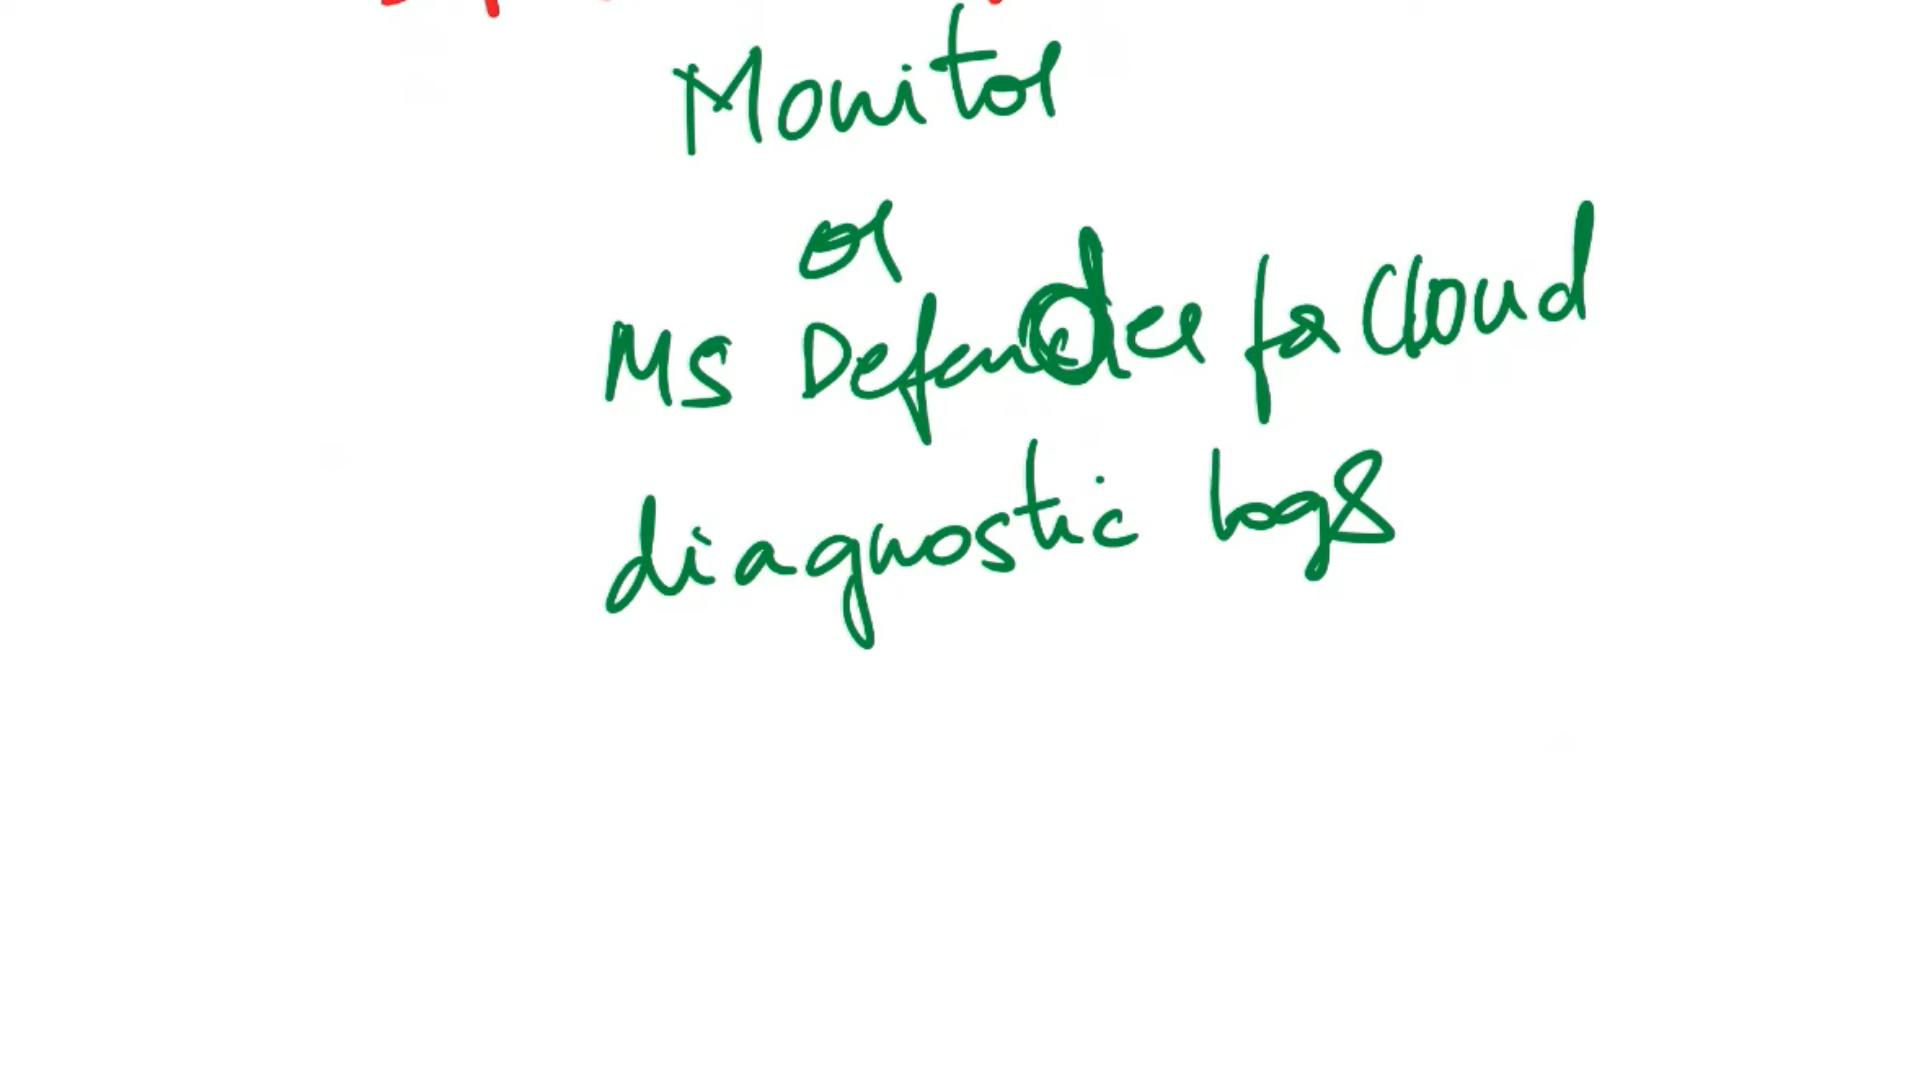 Monitor
or
MS Defender for Cloud
diagnostic logs